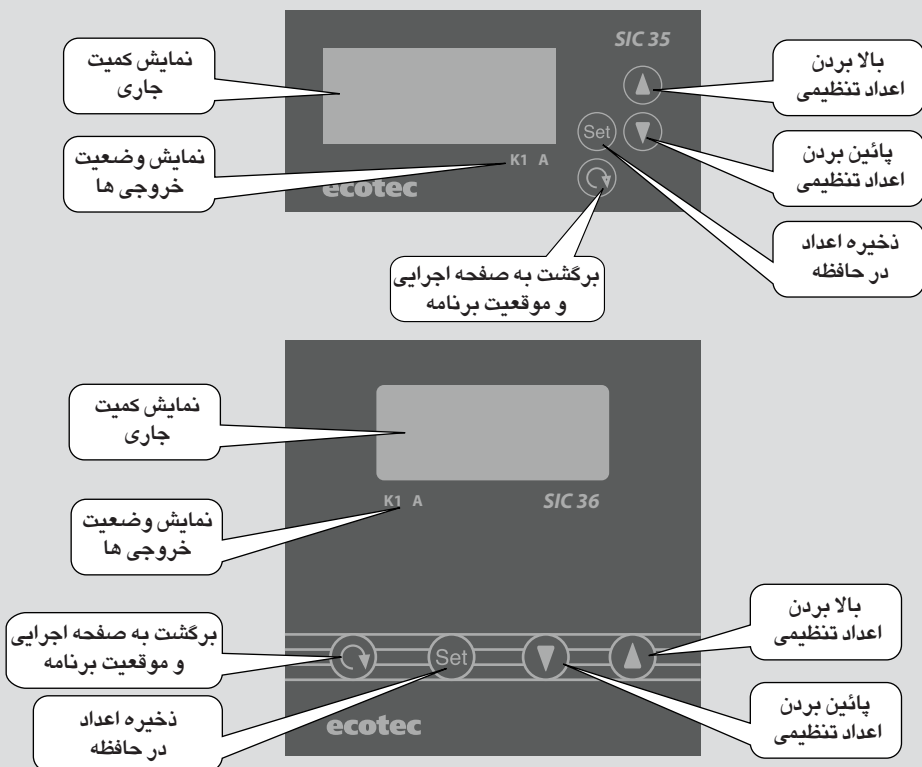 SIC 35
نمایش کمیت
جاری
بالا بردن
اعداد تنظیمی
Set
K1 A
نمایش وضعیت
خروجی ها
پائین بردن
اعداد تنظیمی
ecotec
ذخیره اعداد
در حافظه
برگشت به صفحه اجرایی
و موقعیت برنامه
نمایش کمیت
جاری
K1 A
SIC 36
نمایش وضعیت
خروجی ها
بالا بردن
اعداد تنظیمی
برگشت به صفحه اجرایی
و موقعیت برنامه
Set
ذخیره اعداد
در حافظه
ecotec
پائین بردن
اعداد تنظیمی